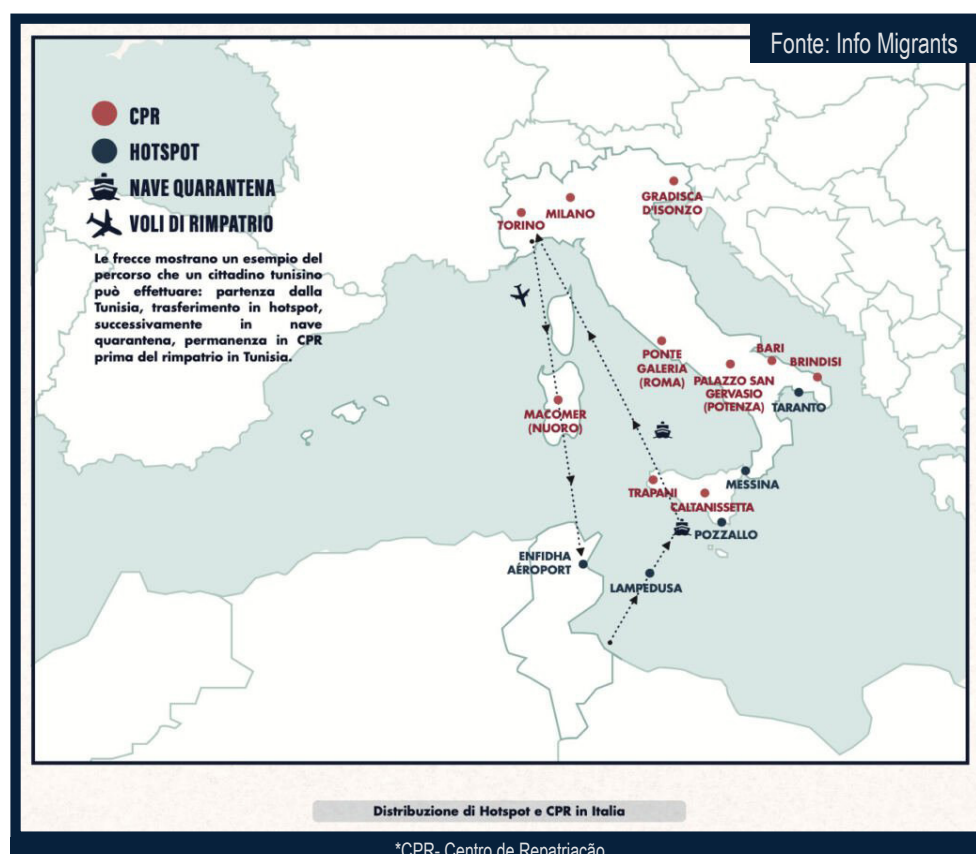 Fonte: Info Migrants
CPR
HOTSPOT
NAVE QUARANTENA
VOLI DI RIMPATRIO
Le frecce mostrano un esempio del
percorso che un cittadino tunisino
può effettuare: partenza dalla
Tunisia, trasferimento in hotspot,
successivamente in nave
quarantena, permanenza in CPR
prima del rimpatrio in Tunisia.
GRADISCA
D'ISONZO
MILANO
TORINO
PONTE
GALERIA
(ROMA)
BARI
BRINDISI
PALAZZO SAN
GERVASIO
(POTENZA)
TARANTO
MACOMER
(NUORO)
MESSINA
TRAPANI
CALTANISSETTA
POZZALLO
ENFIDHA
AÉROPORT
LAMPEDUSA
Distribuzione di Hotspot e CPR in Italia
*CPR- Centro de Repatriação